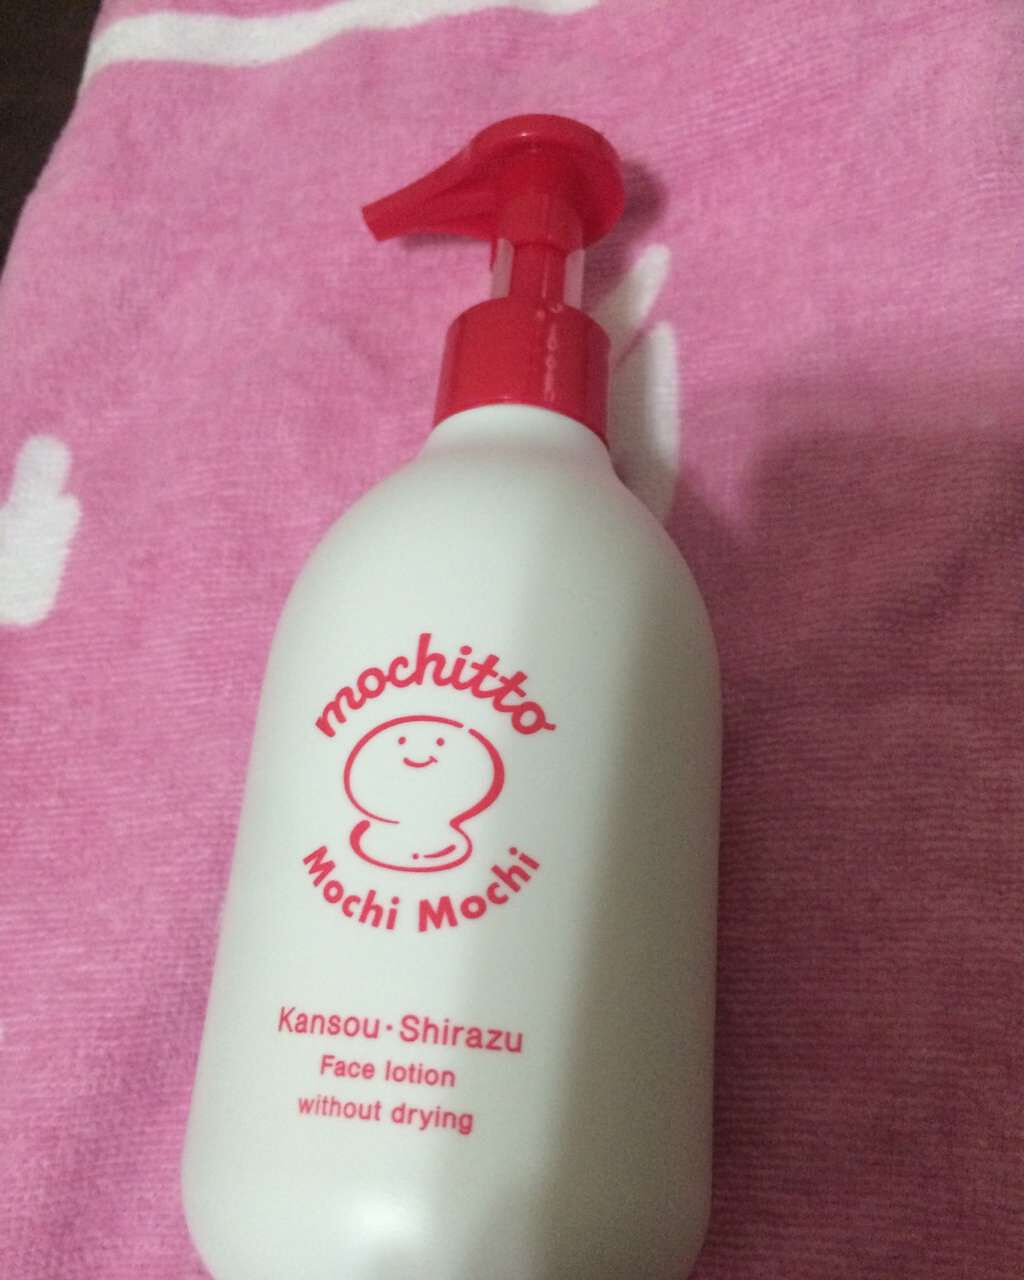 mochitto
Mochi Mochi
Kansou・Shirazu
Face lotion
without drying